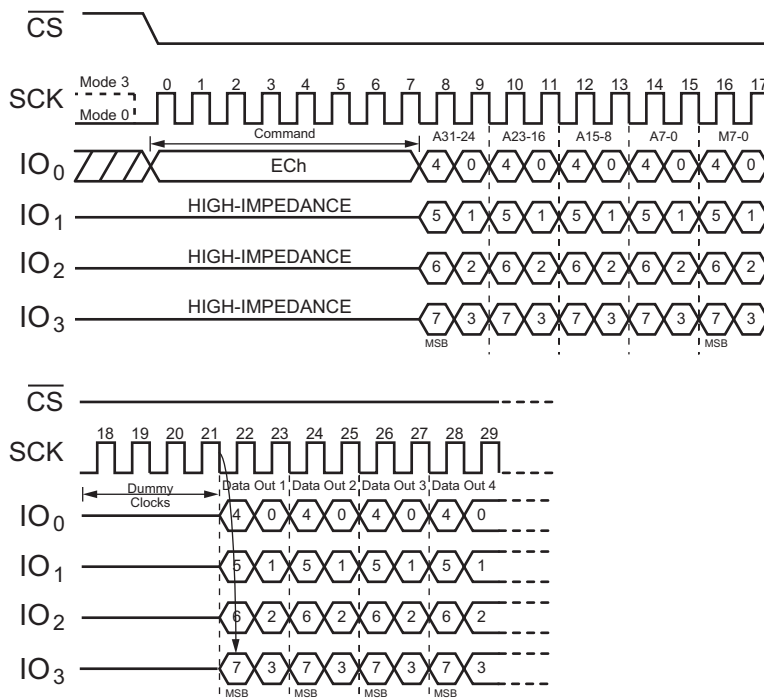 CS
Mode 3
SCK
Mode 0
0 1 2 3 4 5 6 7 8 9 10 11 12 13 14 15 16 17
Command
A31-24 A23-16 A15-8 A7-0 M7-0
IO0 ECh 4 0 4 0 4 0 4 0 4 0
IO1 HIGH-IMPEDANCE 5 1 5 1 5 1 5 1 5 1
IO2 HIGH-IMPEDANCE 6 2 6 2 6 2 6 2 6 2
IO3 HIGH-IMPEDANCE 7 3 7 3 7 3 7 3 7 3
MSB MSB
CS
SCK 18 19 20 21 22 23 24 25 26 27 28 29
Dummy
Clocks
Data Out 1 Data Out 2 Data Out 3 Data Out 4
IO0 4 0 4 0 4 0 4 0
IO1 5 1 5 1 5 1 5 1
IO2 6 2 6 2 6 2 6 2
IO3 7 3 7 3 7 3 7 3
MSB MSB MSB MSB